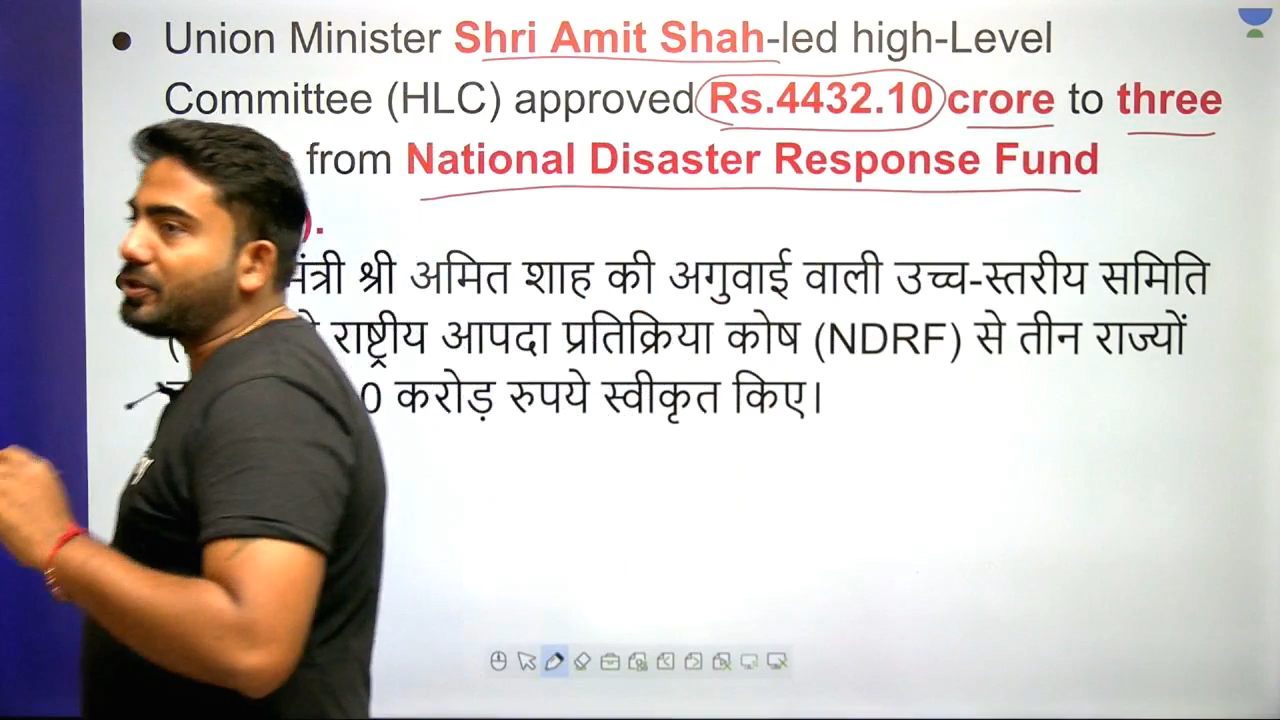 Union Minister Shri Amit Shah-led high-Level
Committee (HLC) approved Rs.4432.10 crore to three
from National Disaster Response Fund
).
मंत्री श्री अमित शाह की अगुवाई वाली उच्च-स्तरीय समिति
( राष्ट्रीय आपदा प्रतिक्रिया कोष (NDRF) से तीन राज्यों
0 करोड़ रुपये स्वीकृत किए।